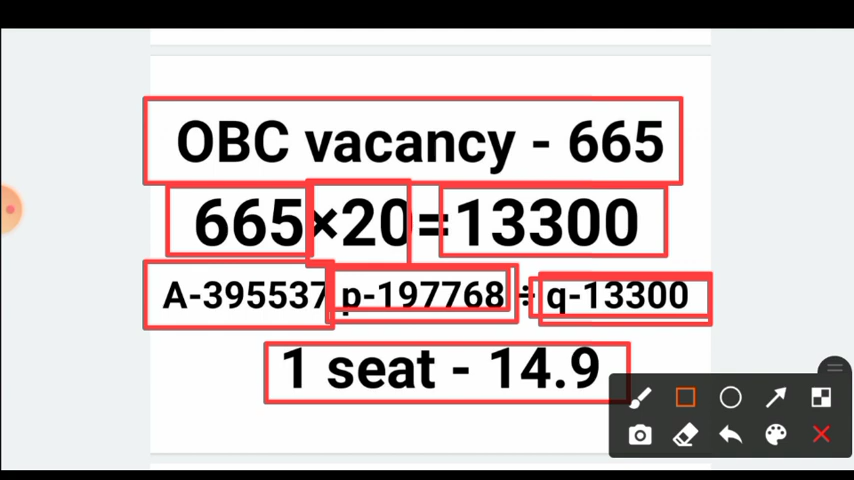 OBC vacancy - 665
665×20=13300
A-395537 p-197768 ÷ q-13300
1 seat - 14.9